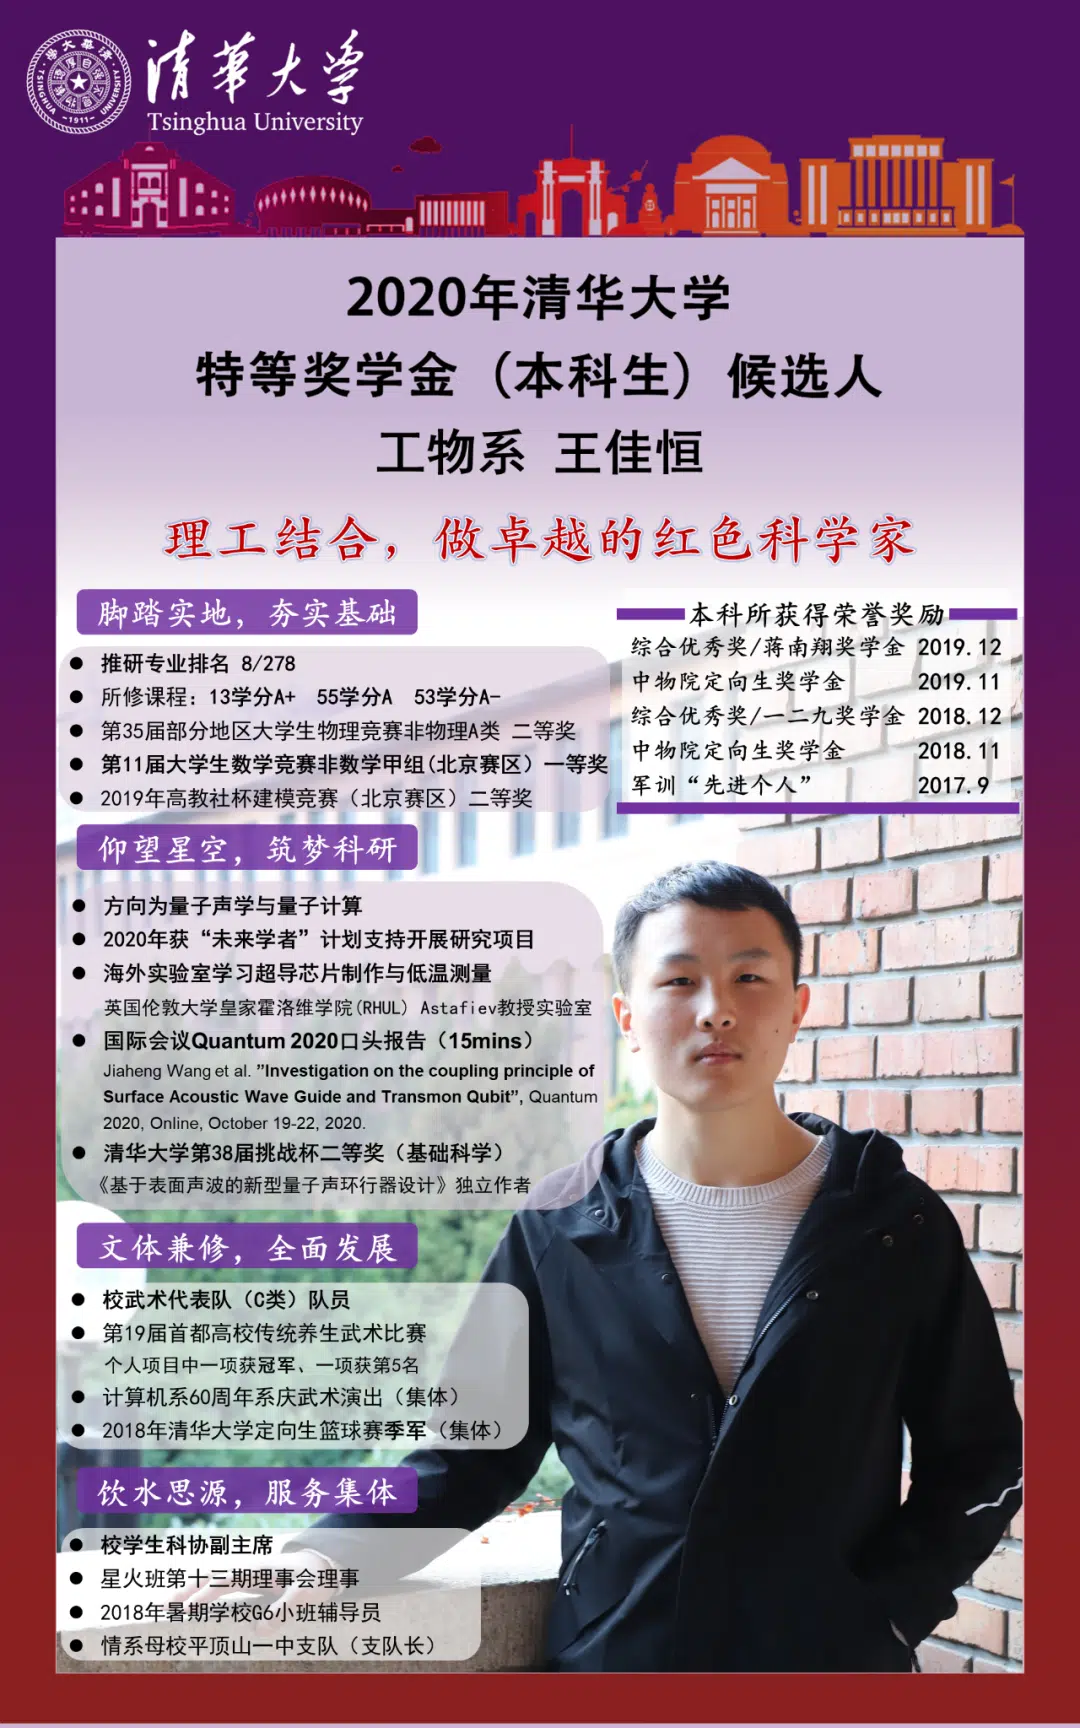 清華大学
Tsinghua University
TSINGHUA UNIVERSITY
-1911-
2020年清华大学
特等奖学金（本科生）候选人
工物系 王佳恒
理工结合，做卓越的红色科学家
脚踏实地，夯实基础
● 推研专业排名 8/278
● 所修课程：13学分A+ 55学分A 53学分A-
● 第35届部分地区大学生物理竞赛非物理A类 二等奖
● 第11届大学生数学竞赛非数学甲组(北京赛区）一等奖
● 2019年高教社杯建模竞赛（北京赛区）二等奖
本科所获得荣誉奖励
综合优秀奖/蒋南翔奖学金 2019.12
中物院定向生奖学金 2019.11
综合优秀奖/一二九奖学金 2018.12
中物院定向生奖学金 2018.11
军训“先进个人” 2017.9
仰望星空，筑梦科研
● 方向为量子声学与量子计算
● 2020年获“未来学者”计划支持开展研究项目
● 海外实验室学习超导芯片制作与低温测量
英国伦敦大学皇家霍洛维学院(RHUL) Astafiev教授实验室
● 国际会议Quantum 2020口头报告（15mins）
Jiaheng Wang et al. ”Investigation on the coupling principle of
Surface Acoustic Wave Guide and Transmon Qubit”, Quantum
2020, Online, October 19-22, 2020.
● 清华大学第38届挑战杯二等奖（基础科学）
《基于表面声波的新型量子声环行器设计》独立作者
文体兼修，全面发展
● 校武术代表队（C类）队员
● 第19届首都高校传统养生武术比赛
个人项目中一项获冠军、一项获第5名
● 计算机系60周年系庆武术演出（集体）
● 2018年清华大学定向生篮球赛季军（集体）
饮水思源，服务集体
● 校学生科协副主席
● 星火班第十三期理事会理事
● 2018年暑期学校G6小班辅导员
● 情系母校平顶山一中支队（支队长）